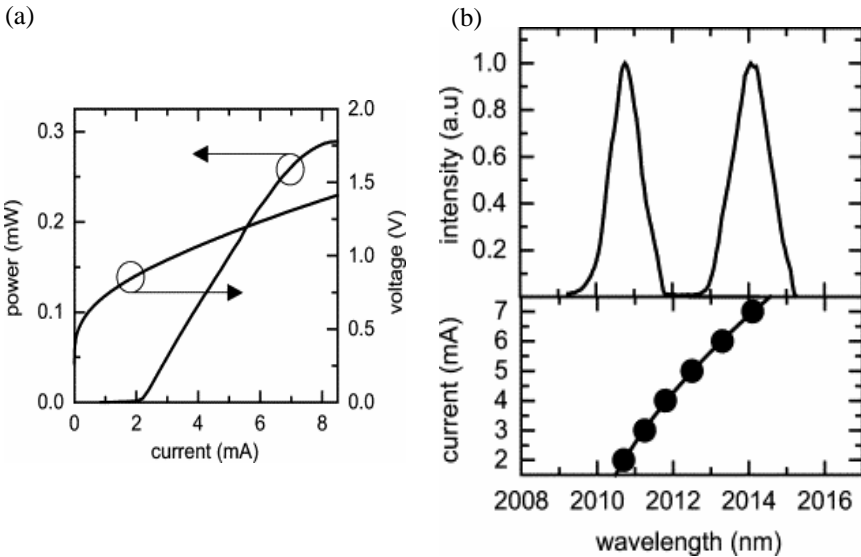 (a)
(b)
power (mW)
0.3
0.2
0.1
0.0
2.0
1.5
1.0
0.5
0.0
voltage (V)
0 2 4 6 8
current (mA)
intensity (a.u)
1.0
0.8
0.6
0.4
0.2
current (mA)
7
6
5
4
3
2
2008 2010 2012 2014 2016
wavelength (nm)